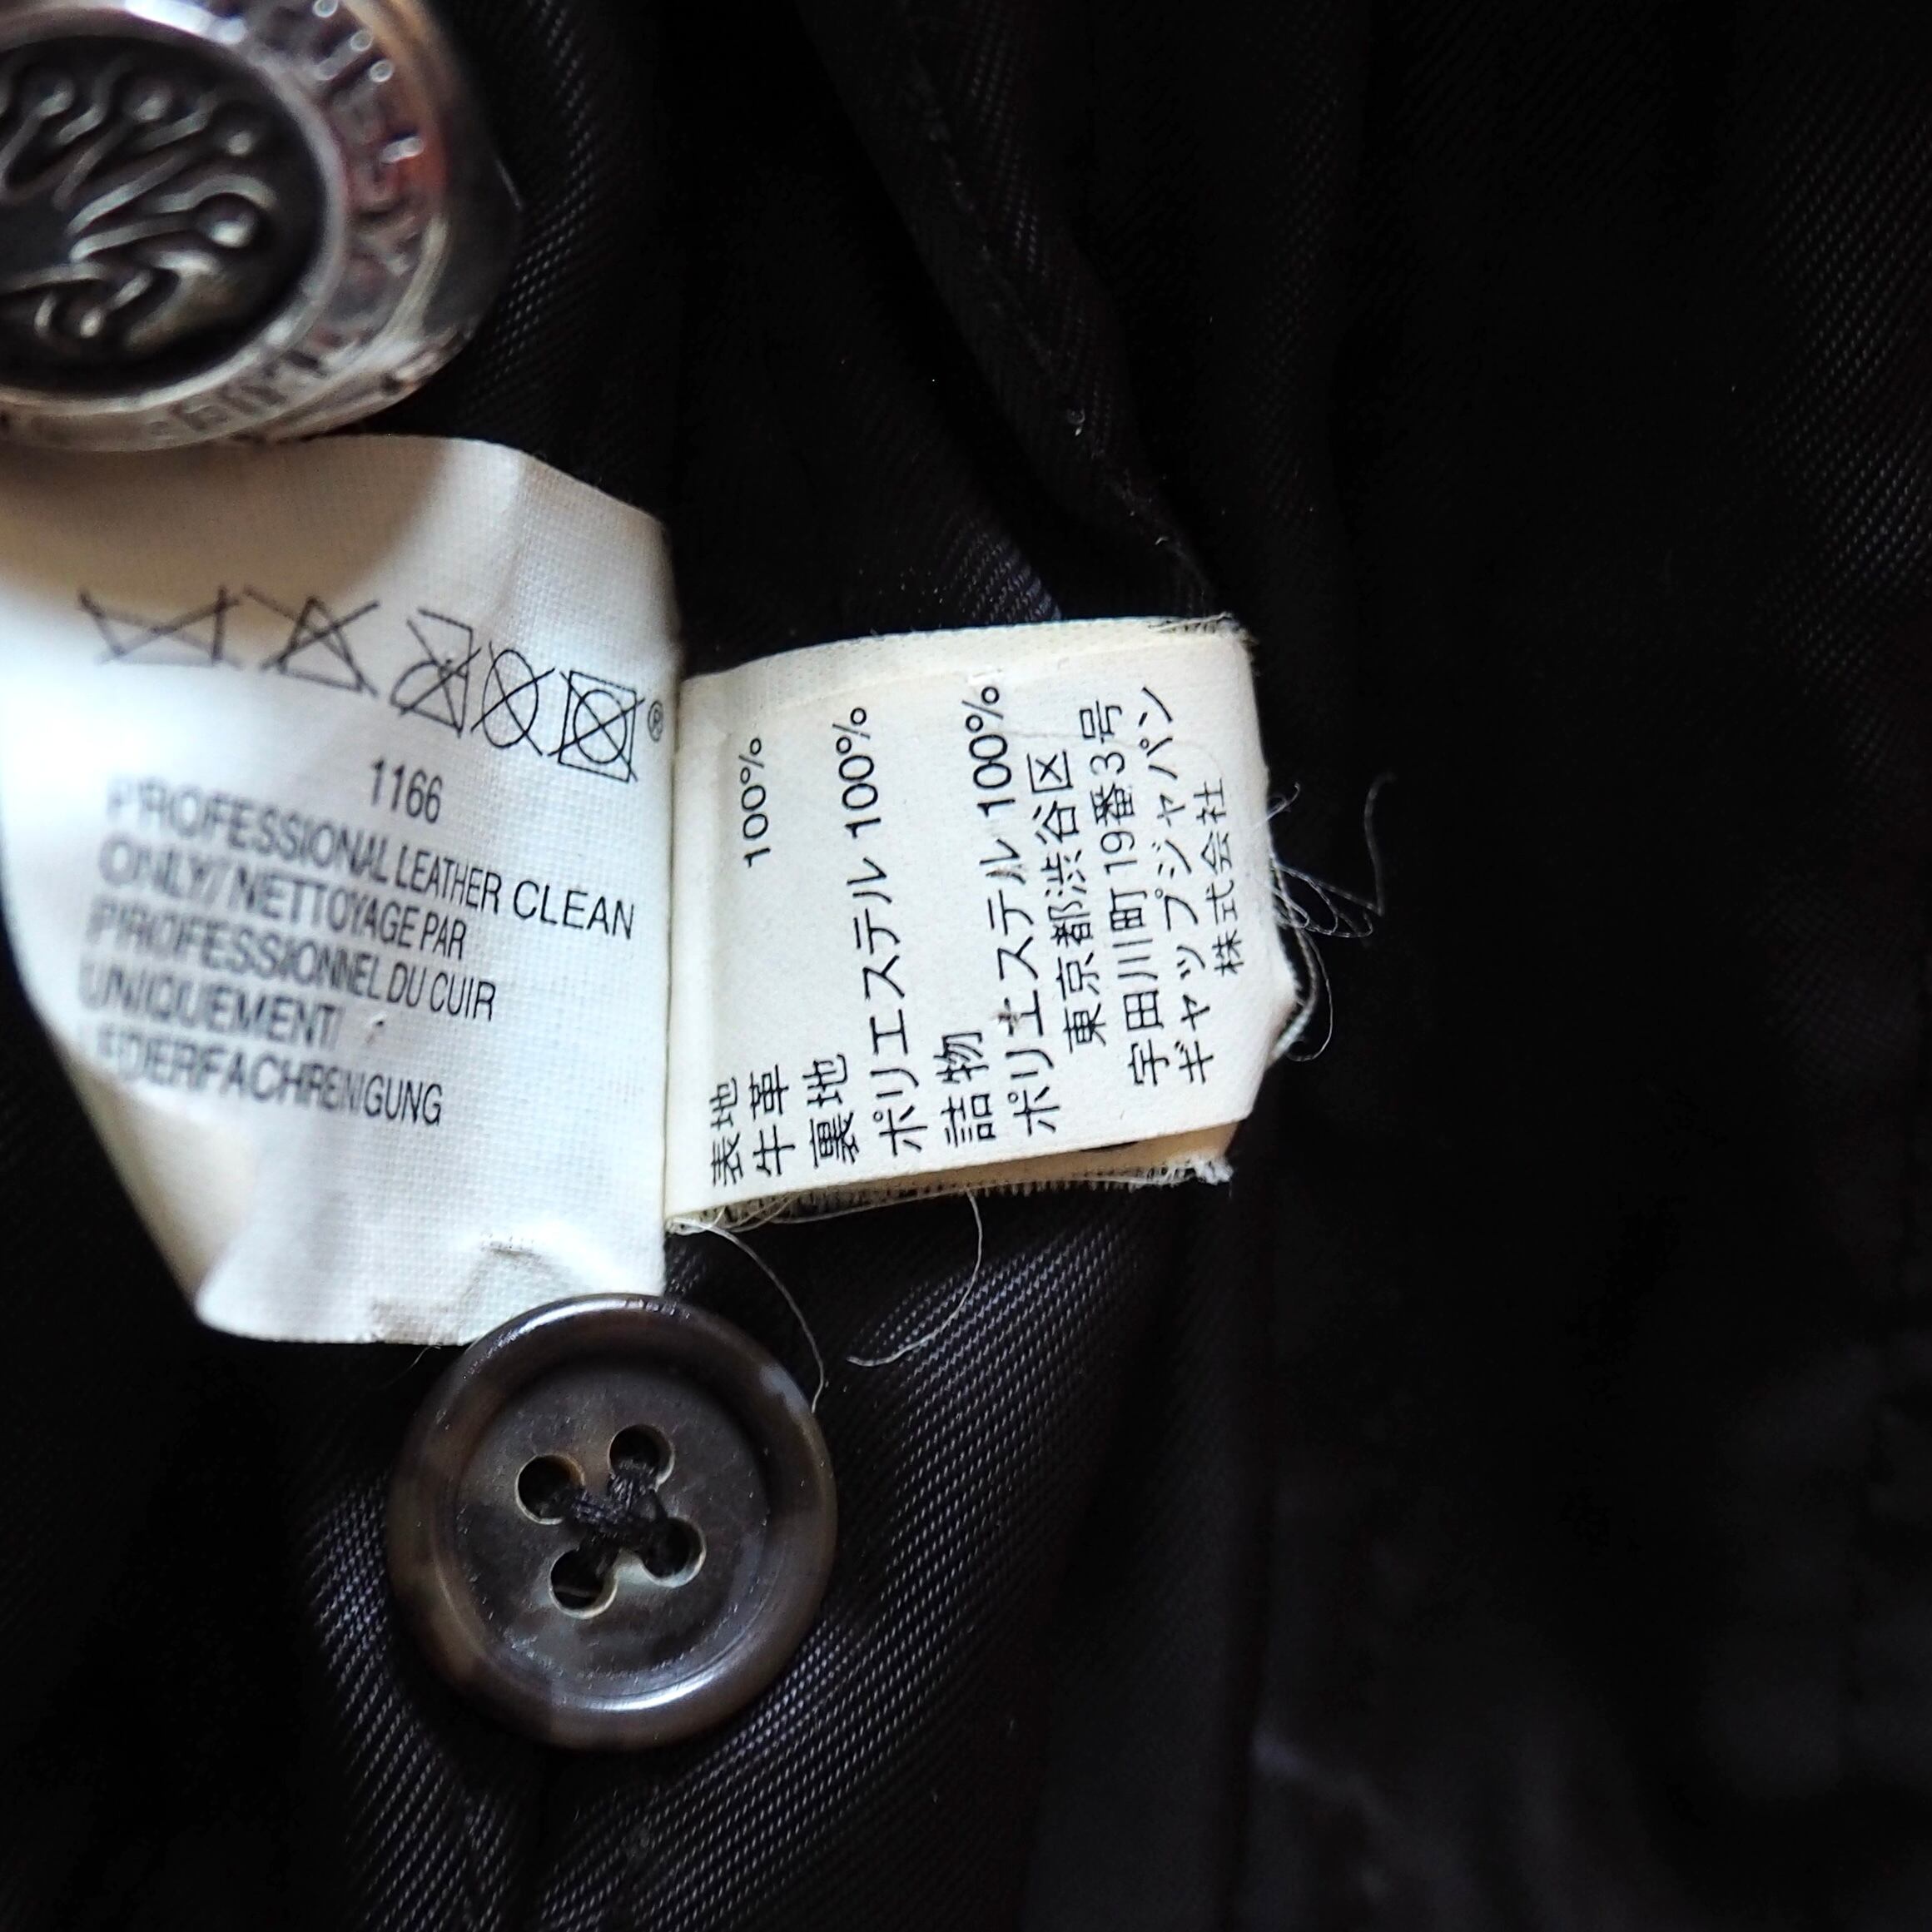 ®
1166
PROFESSIONAL LEATHER CLEAN
ONLY/ NETTOYAGE PAR
PROFESSIONNEL DU CUIR
UNIQUEMENT/
LEDERFACHREINIGUNG
表地
牛革 100%
裏地
ポリエステル 100%
詰物
ポリエステル 100%
東京都渋谷区
宇田川町19番3号
ギャップジャパン
株式会社